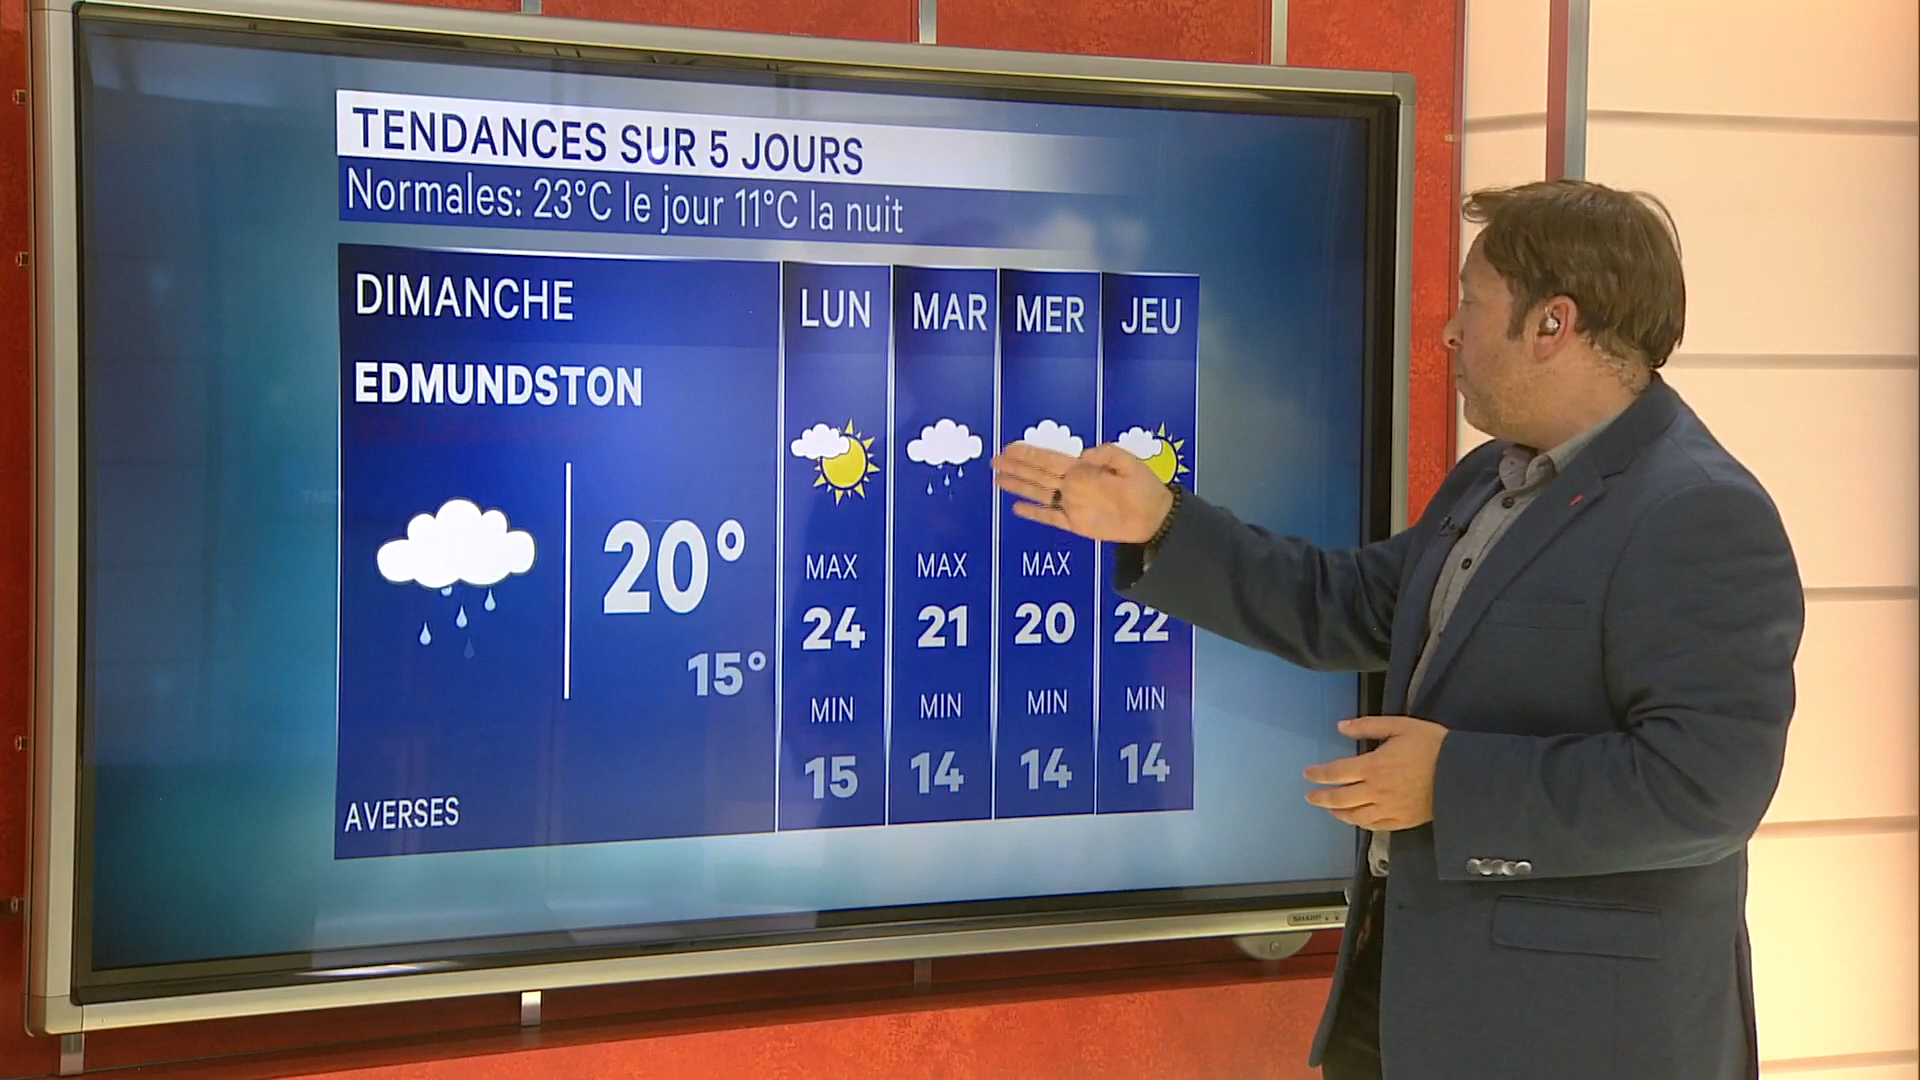 TENDANCES SUR 5 JOURS
Normales: 23°C le jour 11°C la nuit
DIMANCHE
EDMUNDSTON
20°
15°
AVERSES
LUN
MAX
24
MIN
15
MAR
MAX
21
MIN
14
MER
MAX
20
MIN
14
JEU
22
MIN
14
SHARP